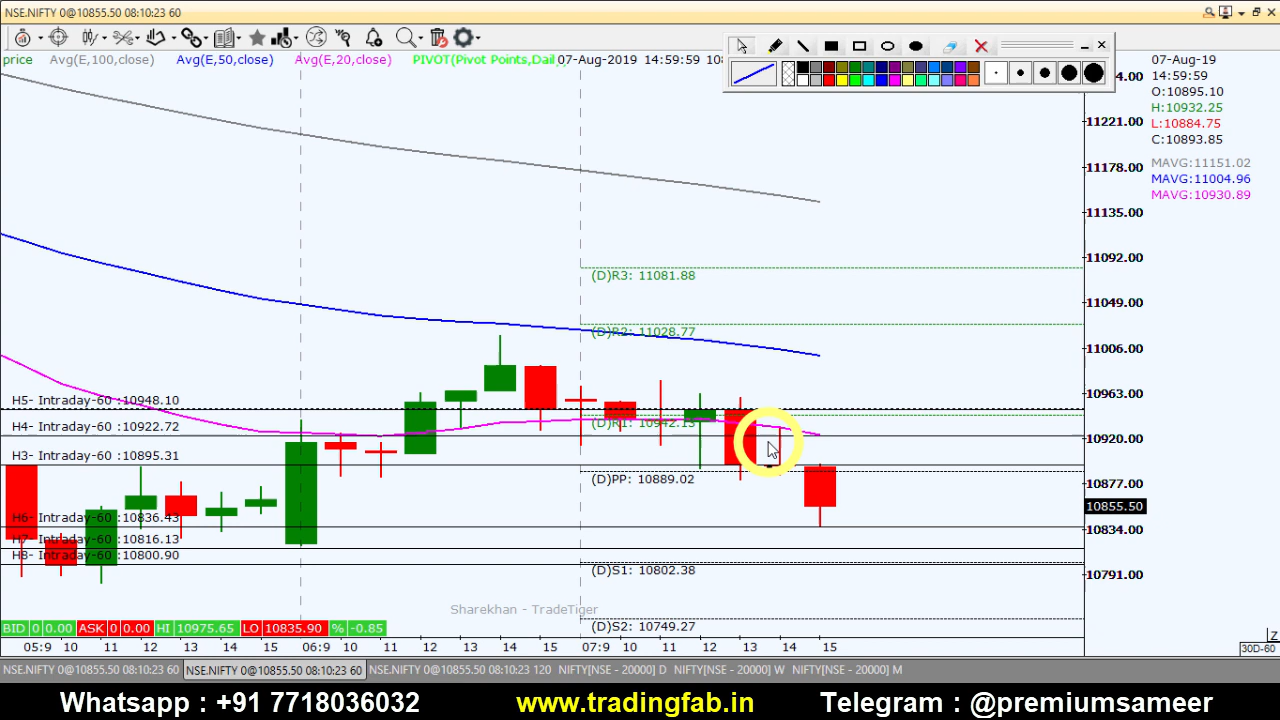 NSE.NIFTY 0@10855.50 08:10:23 60
price Avg(E,100,close) Avg(E,50,close) Avg(E,20,close) PIVOT(Pivot Points,Dail 07-Aug-2019 14:59:59
07-Aug-19
14:59:59
O:10895.10
H:10932.25
L:10884.75
C:10893.85
MAVG:11151.02
MAVG:11004.96
MAVG:10930.89
11221.00
11178.00
11135.00
11092.00
11049.00
11006.00
10963.00
10920.00
10877.00
10855.50
10834.00
10791.00
(D)R3: 11081.88
(D)R2: 11028.77
(D)R1: 10942.13
(D)PP: 10889.02
(D)S1: 10802.38
(D)S2: 10749.27
H5- Intraday-60 :10948.10
H4- Intraday-60 :10922.72
H3- Intraday-60 :10895.31
H6- Intraday-60 :10836.43
H7- Intraday-60 :10816.13
H8- Intraday-60 :10800.90
Sharekhan - TradeTiger
BID 0 0.00 ASK 0 0.00 HI 10975.65 LO 10835.90 % -0.85
05:9 10 11 12 13 14 15 06:9 10 11 12 13 14 15 07:9 10 11 12 13 14 15
Z
30D-60
NSE.NIFTY 0@10855.50 08:10:23 60 NSE.NIFTY 0@10855.50 08:10:23 60 NSE.NIFTY 0@10855.50 08:10:23 120 NIFTY[NSE - 20000] D NIFTY[NSE - 20000] W NIFTY[NSE - 20000] M
Whatsapp : +91 7718036032 www.tradingfab.in Telegram : @premiumsameer